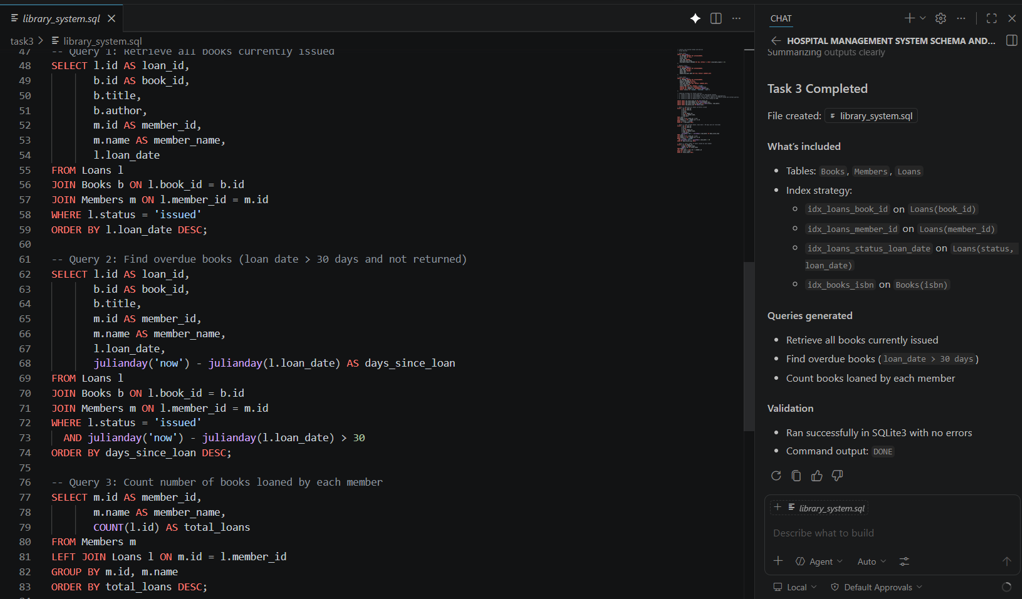 library_system.sql
task3 > library_system.sql
47 -- Query 1: Retrieve all books currently issued
48 SELECT l.id AS loan_id,
49 b.id AS book_id,
50 b.title,
51 b.author,
52 m.id AS member_id,
53 m.name AS member_name,
54 l.loan_date
55 FROM Loans l
56 JOIN Books b ON l.book_id = b.id
57 JOIN Members m ON l.member_id = m.id
58 WHERE l.status = 'issued'
59 ORDER BY l.loan_date DESC;
60
61 -- Query 2: Find overdue books (loan date > 30 days and not returned)
62 SELECT l.id AS loan_id,
63 b.id AS book_id,
64 b.title,
65 m.id AS member_id,
66 m.name AS member_name,
67 l.loan_date,
68 julianday('now') - julianday(l.loan_date) AS days_since_loan
69 FROM Loans l
70 JOIN Books b ON l.book_id = b.id
71 JOIN Members m ON l.member_id = m.id
72 WHERE l.status = 'issued'
73 AND julianday('now') - julianday(l.loan_date) > 30
74 ORDER BY days_since_loan DESC;
75
76 -- Query 3: Count number of books loaned by each member
77 SELECT m.id AS member_id,
78 m.name AS member_name,
79 COUNT(l.id) AS total_loans
80 FROM Members m
81 LEFT JOIN Loans l ON m.id = l.member_id
82 GROUP BY m.id, m.name
83 ORDER BY total_loans DESC;
CHAT
HOSPITAL MANAGEMENT SYSTEM SCHEMA AND...
Summarizing outputs clearly
Task 3 Completed
File created: library_system.sql
What's included
• Tables: Books, Members, Loans
• Index strategy:
idx_loans_book_id on Loans(book_id)
idx_loans_member_id on Loans(member_id)
idx_loans_status_loan_date on Loans(status,
loan_date)
idx_books_isbn on Books(isbn)
Queries generated
• Retrieve all books currently issued
• Find overdue books (loan_date > 30 days)
• Count books loaned by each member
Validation
• Ran successfully in SQLite3 with no errors
• Command output: DONE
library_system.sql
Describe what to build
Agent Auto
Local Default Approvals